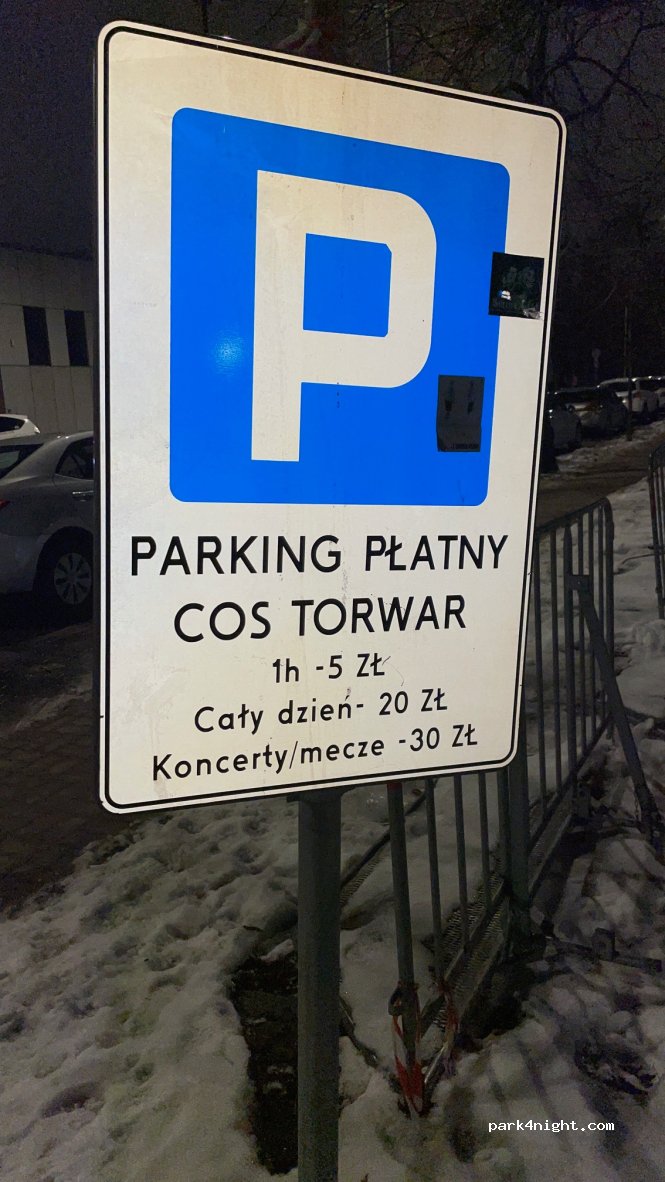 P
PARKING PŁATNY
COS TORWAR
1h -5 ZŁ
Cały dzień- 20 ZŁ
Koncerty/mecze -30 ZŁ
park4night.com